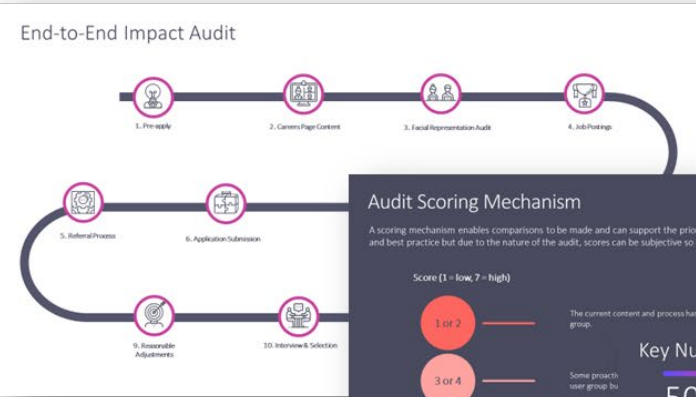 End-to-End Impact Audit
1. Pre-apply
2. Careers Page Content
3. Facial Representation Audit
4. Job Postings
5. Referral Process
6. Application Submission
Audit Scoring Mechanism
A scoring mechanism enables comparisons to be made and can support the prio
and best practice but due to the nature of the audit, scores can be subjective so
Score (1 = low, 7 = high)
1 or 2
The current content and process has
group.
9. Reasonable
Adjustments
10. Interview & Selection
Key Nu
3 or 4
Some proactiv
user group bu
50